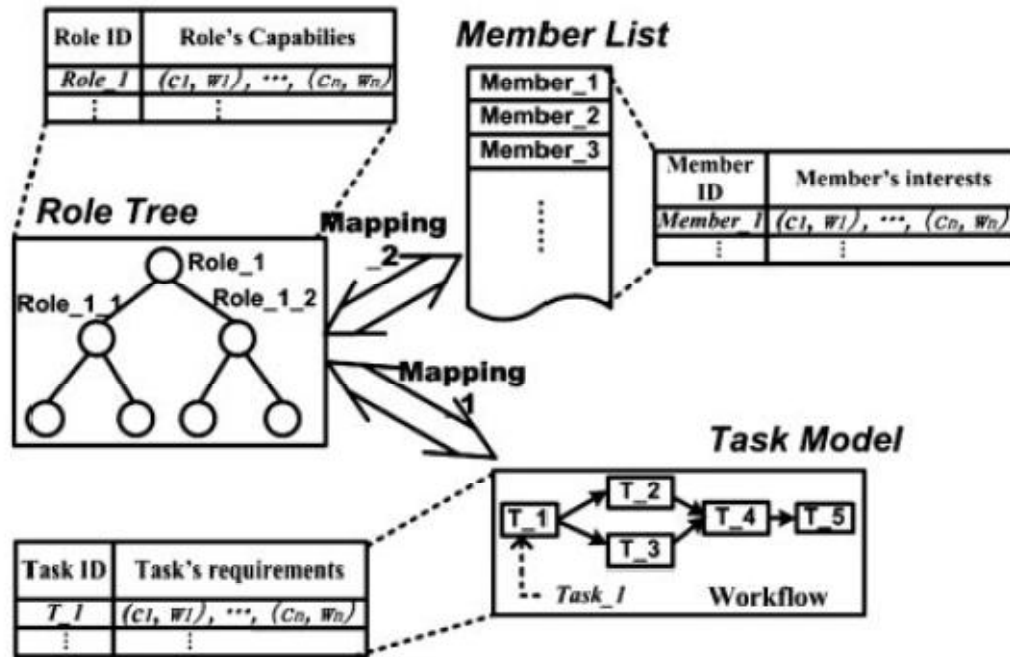 Role ID Role's Capabilies
Role_1 (C1, W1), ..., (Cn, Wn)
Member List
Member_1
Member_2
Member_3
Member ID Member's interests
Member_1 (C1, W1), ..., (Cn, Wn)
Role Tree
Role_1
Role_1_1
Role_1_2
Mapping
_2
Mapping
_1
Task Model
T_1
T_2
T_3
T_4
T_5
Task_1
Workflow
Task ID Task's requirements
T_1 (C1, W1), ..., (Cn, Wn)